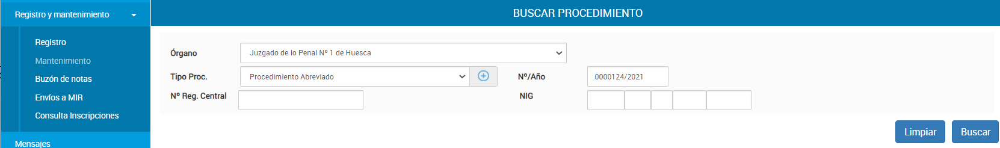 Registro y mantenimiento
Registro
Mantenimiento
Buzón de notas
Envíos a MIR
Consulta Inscripciones
Mensajes
BUSCAR PROCEDIMIENTO
Órgano Juzgado de lo Penal Nº 1 de Huesca
Tipo Proc. Procedimiento Abreviado Nº/Año 0000124/2021
Nº Reg. Central NIG
Limpiar Buscar